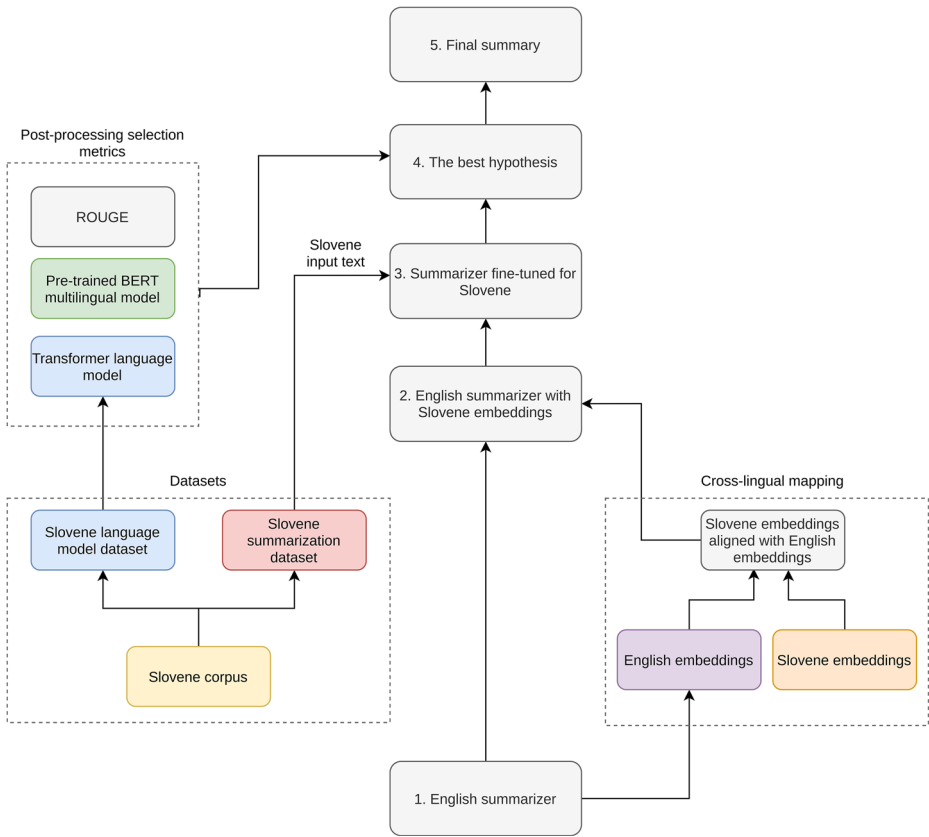 5. Final summary
Post-processing selection
metrics
4. The best hypothesis
ROUGE
Slovene
input text
Pre-trained BERT
multilingual model
3. Summarizer fine-tuned for
Slovene
Transformer language
model
2. English summarizer with
Slovene embeddings
Datasets
Cross-lingual mapping
Slovene language
model dataset
Slovene
summarization
dataset
Slovene embeddings
aligned with English
embeddings
Slovene corpus
English embeddings
Slovene embeddings
1. English summarizer